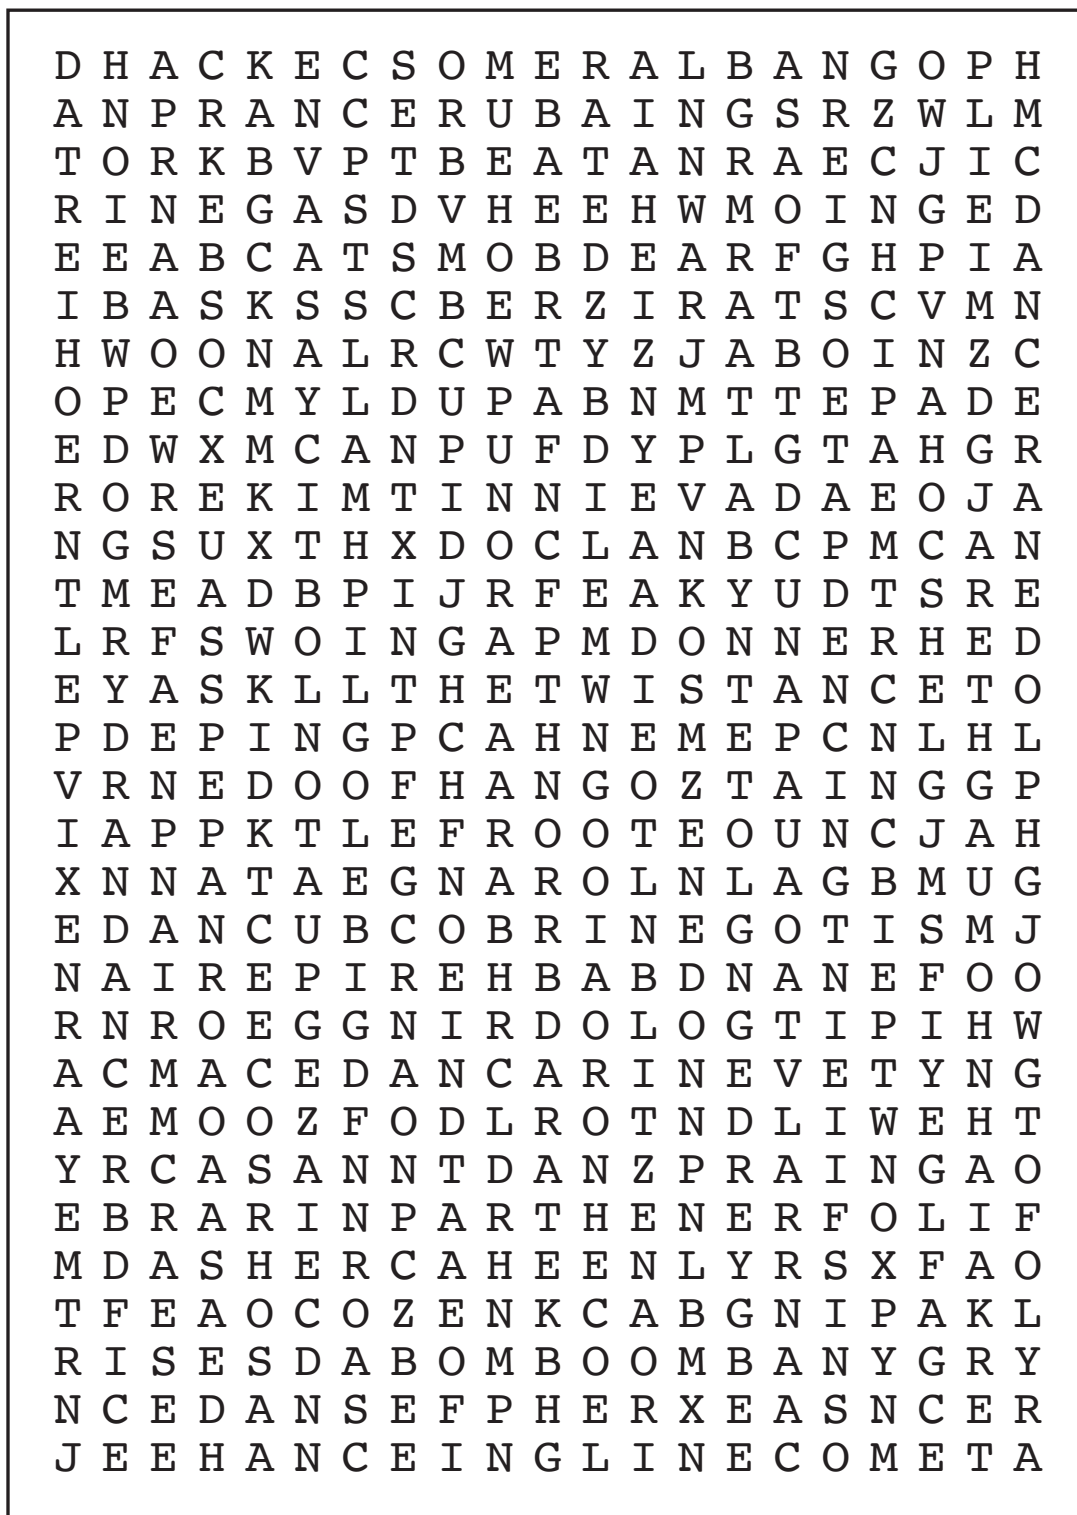 D H A C K E C S O M E R A L B A N G O P H
A N P R A N C E R U B A I N G S R Z W L M
T O R K B V P T B E A T A N R A E C J I C
R I N E G A S D V H E E H W M O I N G E D
E E A B C A T S M O B D E A R F G H P I A
I B A S K S S C B E R Z I R A T S C V M N
H W O O N A L R C W T Y Z J A B O I N Z C
O P E C M Y L D U P A B N M T T E P A D E
E D W X M C A N P U F D Y P L G T A H G R
R O R E K I M T I N N I E V A D A E O J A
N G S U X T H X D O C L A N B C P M C A N
T M E A D B P I J R F E A K Y U D T S R E
L R F S W O I N G A P M D O N N E R H E D
E Y A S K L L T H E T W I S T A N C E T O
P D E P I N G P C A H N E M E P C N L H L
V R N E D O O F H A N G O Z T A I N G G P
I A P P K T L E F R O O T E O U N C J A H
X N N A T A E G N A R O L N L A G B M U G
E D A N C U B C O B R I N E G O T I S M J
N A I R E P I R E H B A B D N A N E F O O
R N R O E G G N I R D O L O G T I P I H W
A C M A C E D A N C A R I N E V E T Y N G
A E M O O Z F O D L R O T N D L I W E H T
Y R C A S A N N T D A N Z P R A I N G A O
E B R A R I N P A R T H E N E R F O L I F
M D A S H E R C A H E E N L Y R S X F A O
T F E A O C O Z E N K C A B G N I P A K L
R I S E S D A B O M B O O M B A N Y G R Y
N C E D A N S E F P H E R X E A S N C E R
J E E H A N C E I N G L I N E C O M E T A